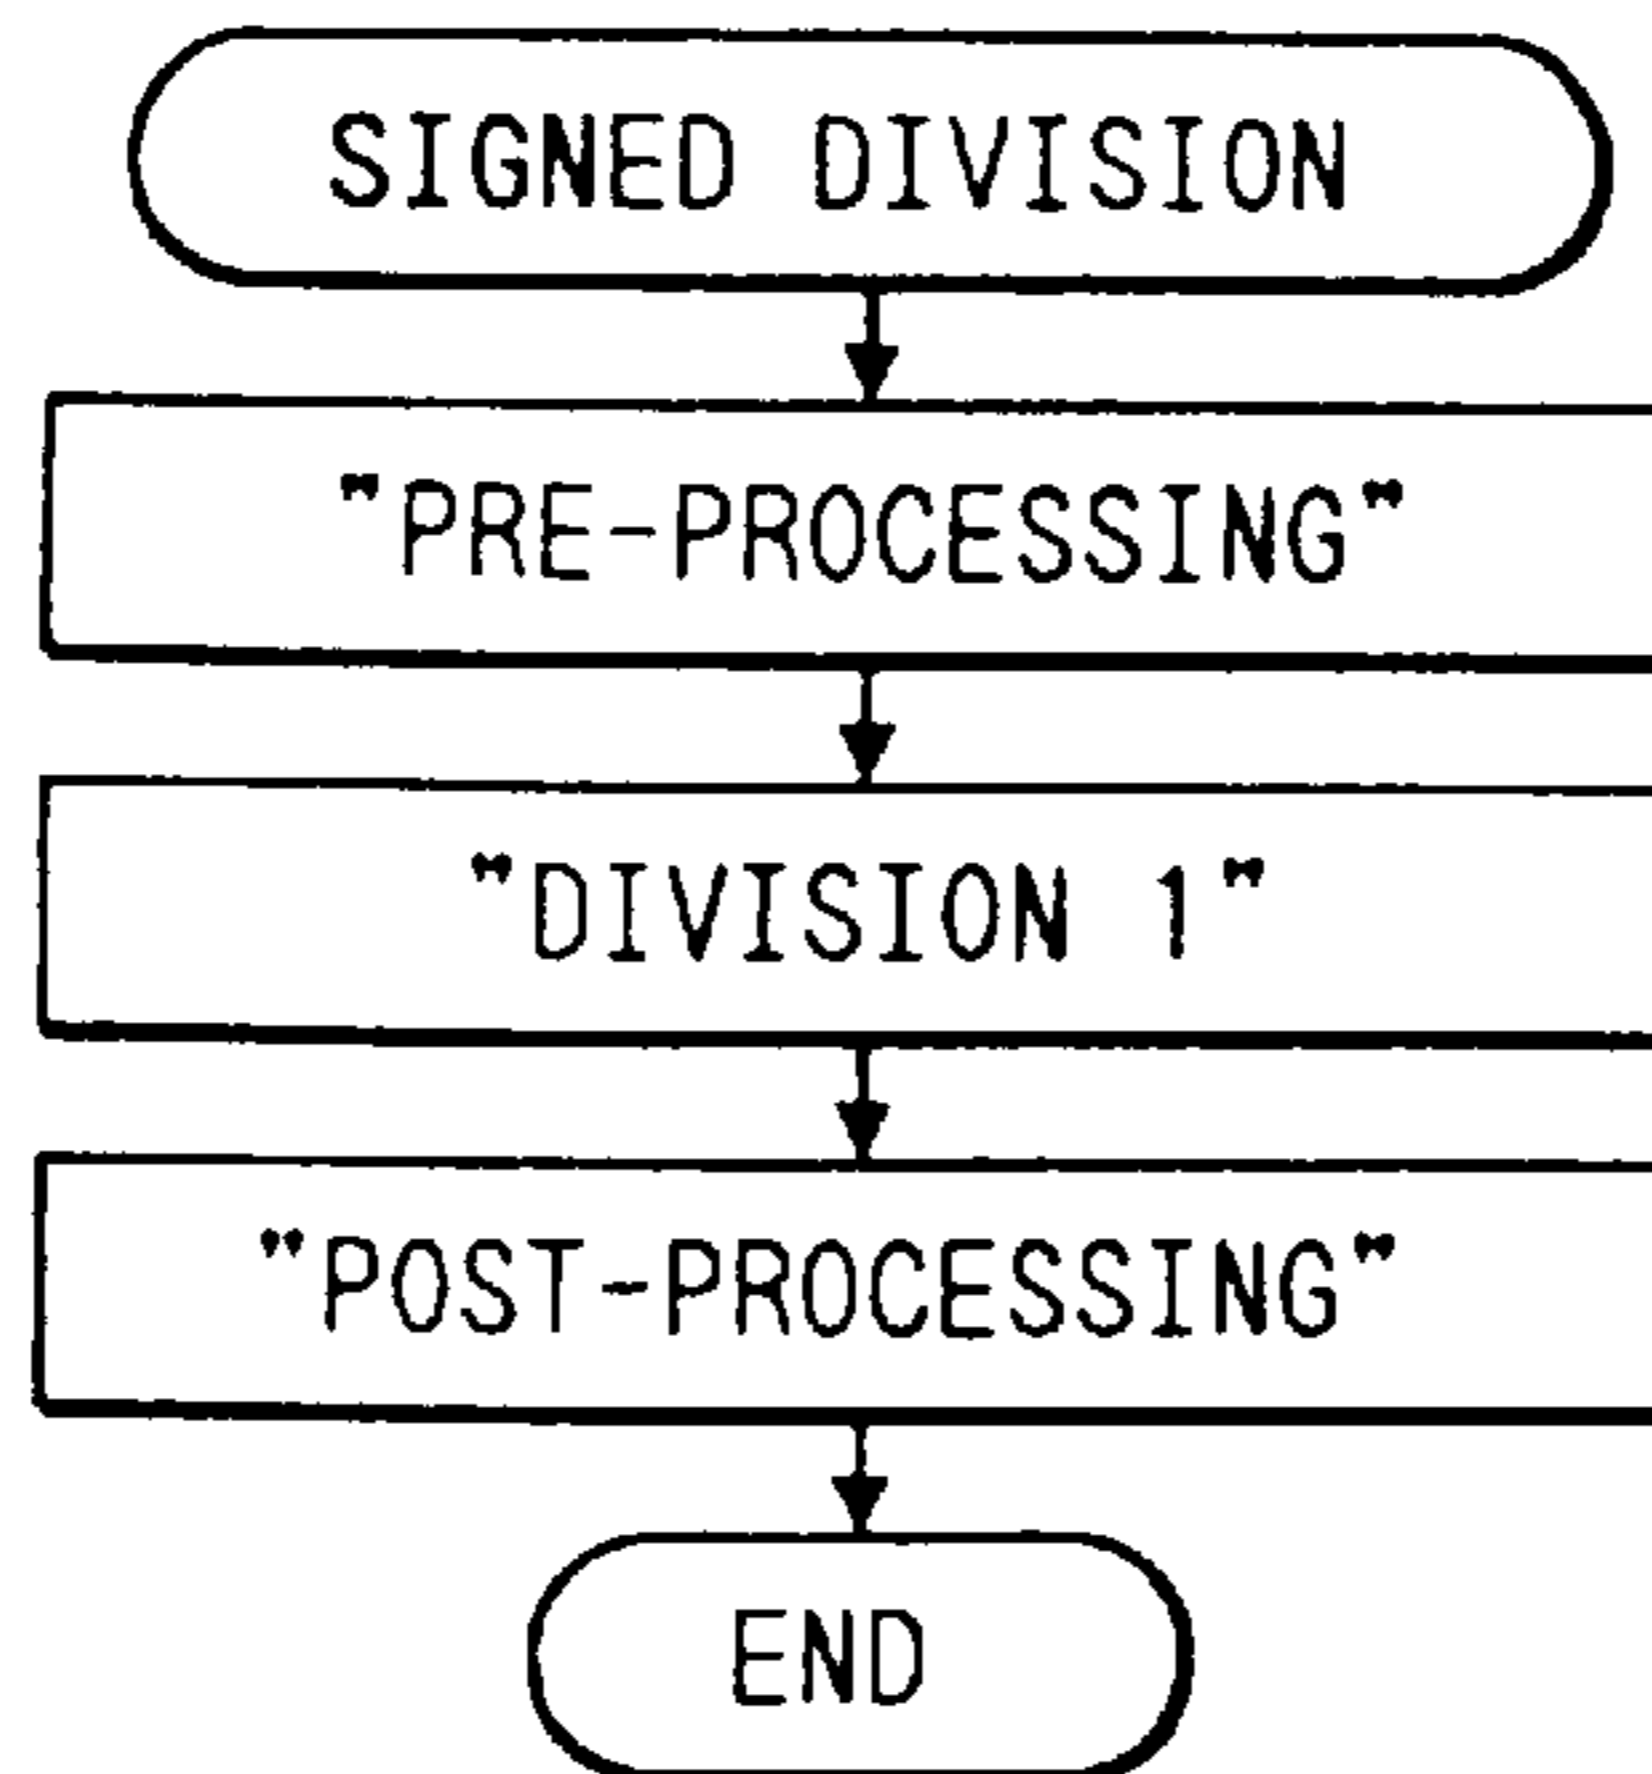 SIGNED DIVISION
"PRE-PROCESSING"
"DIVISION 1"
"POST-PROCESSING"
END